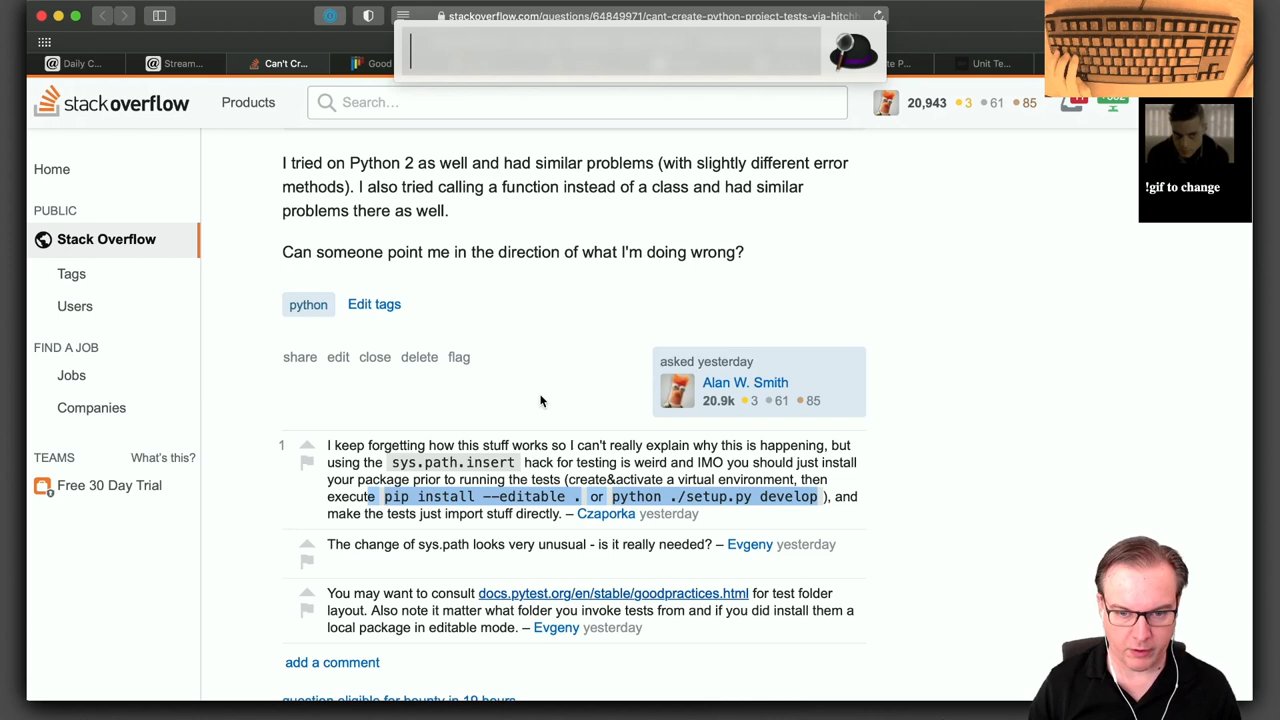 stackoverflow.com/questions/64849971/cant-create-python-project-tests-via-hitchh
Daily C...
Stream...
Can't Cr...
Good
P...
Unit Te...
stackoverflow
Products
Search...
20,943 3 61 85
!gif to change
Home
PUBLIC
Stack Overflow
Tags
Users
FIND A JOB
Jobs
Companies
TEAMS
What's this?
Free 30 Day Trial
I tried on Python 2 as well and had similar problems (with slightly different error
methods). I also tried calling a function instead of a class and had similar
problems there as well.
Can someone point me in the direction of what I'm doing wrong?
python
Edit tags
share edit close delete flag
asked yesterday
Alan W. Smith
20.9k 3 61 85
1
I keep forgetting how this stuff works so I can't really explain why this is happening, but
using the sys.path.insert hack for testing is weird and IMO you should just install
your package prior to running the tests (create&activate a virtual environment, then
execute pip install --editable . or python ./setup.py develop ), and
make the tests just import stuff directly. – Czaporka yesterday
The change of sys.path looks very unusual - is it really needed? – Evgeny yesterday
You may want to consult docs.pytest.org/en/stable/goodpractices.html for test folder
layout. Also note it matter what folder you invoke tests from and if you did install them a
local package in editable mode. – Evgeny yesterday
add a comment
question eligible for bounty in 19 hours